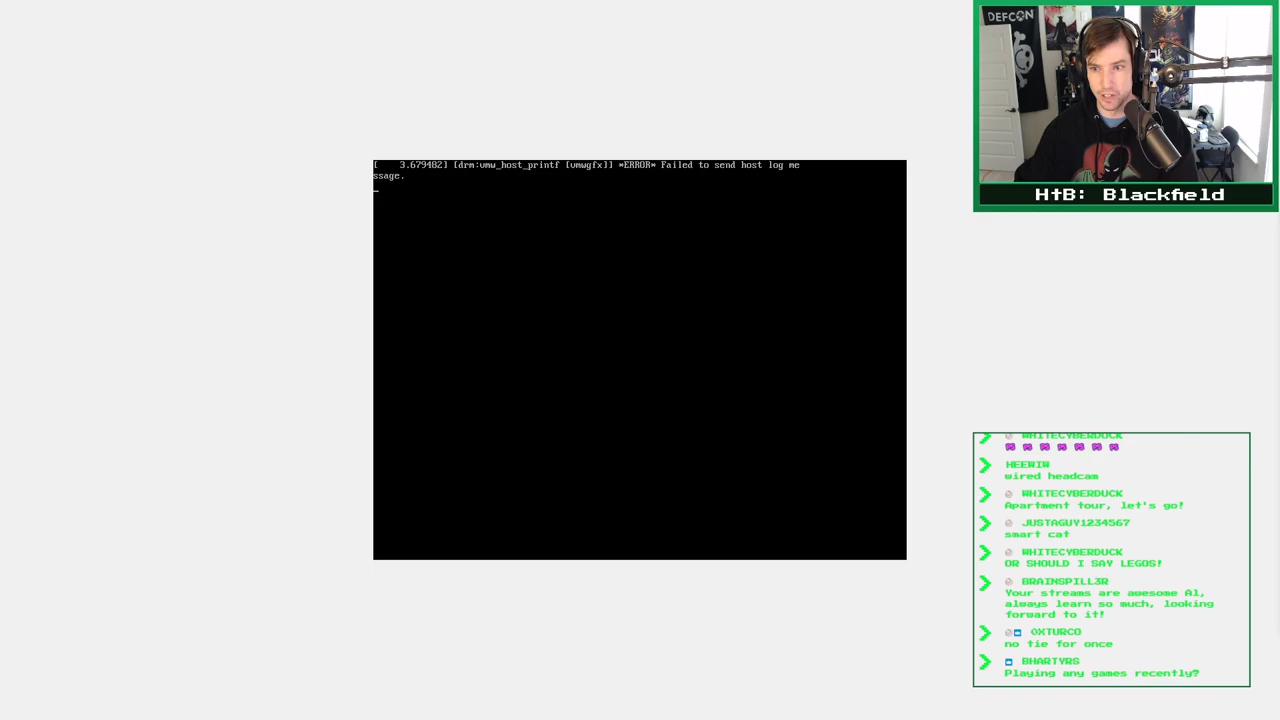 DEFCON
[    3.679482] [drm:vmw_host_printf [vmwgfx]] *ERROR* Failed to send host log me
ssage.
_
HtB: Blackfield
WHITECYBERDUCK
HEEWIW
wired headcam
WHITECYBERDUCK
Apartment tour, let's go!
JUSTAGUY1234567
smart cat
WHITECYBERDUCK
OR SHOULD I SAY LEGOS!
BRAINSPILL3R
Your streams are awesome Al,
always learn so much, looking
forward to it!
0XTURCO
no tie for once
BHARTYRS
Playing any games recently?